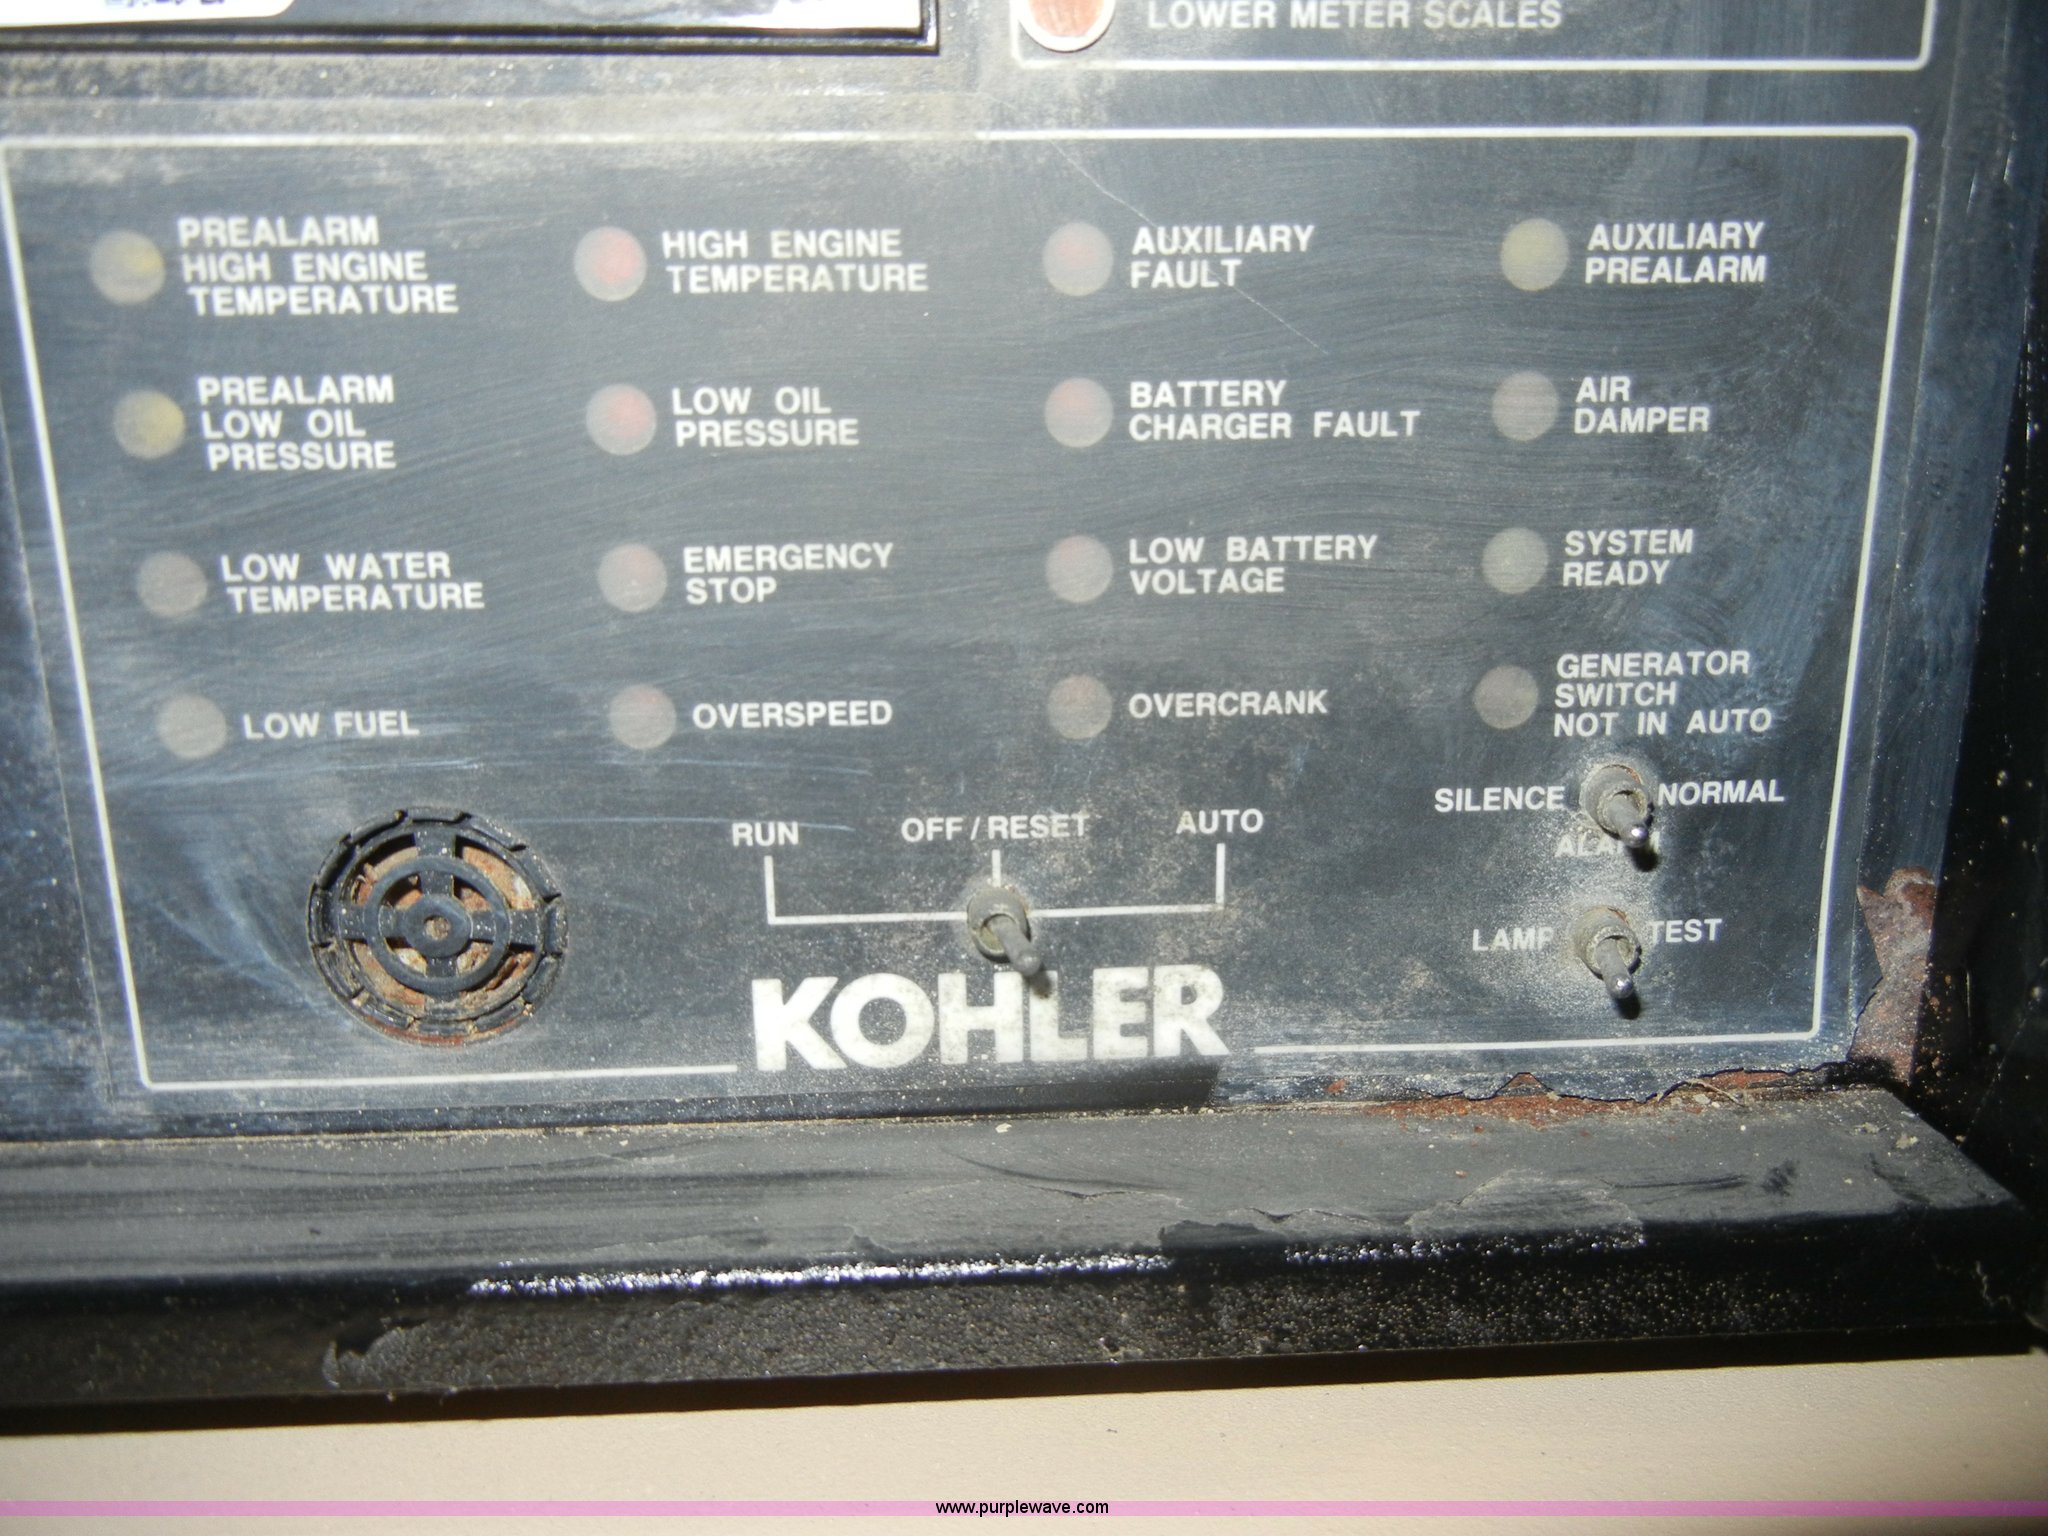 LOWER METER SCALES
PREALARM
HIGH ENGINE
TEMPERATURE
HIGH ENGINE
TEMPERATURE
AUXILIARY
FAULT
AUXILIARY
PREALARM
PREALARM
LOW OIL
PRESSURE
LOW OIL
PRESSURE
BATTERY
CHARGER FAULT
AIR
DAMPER
LOW WATER
TEMPERATURE
EMERGENCY
STOP
LOW BATTERY
VOLTAGE
SYSTEM
READY
LOW FUEL
OVERSPEED
OVERCRANK
GENERATOR
SWITCH
NOT IN AUTO
SILENCE NORMAL
ALARM
RUN OFF/RESET AUTO
LAMP TEST
KOHLER
www.purplewave.com